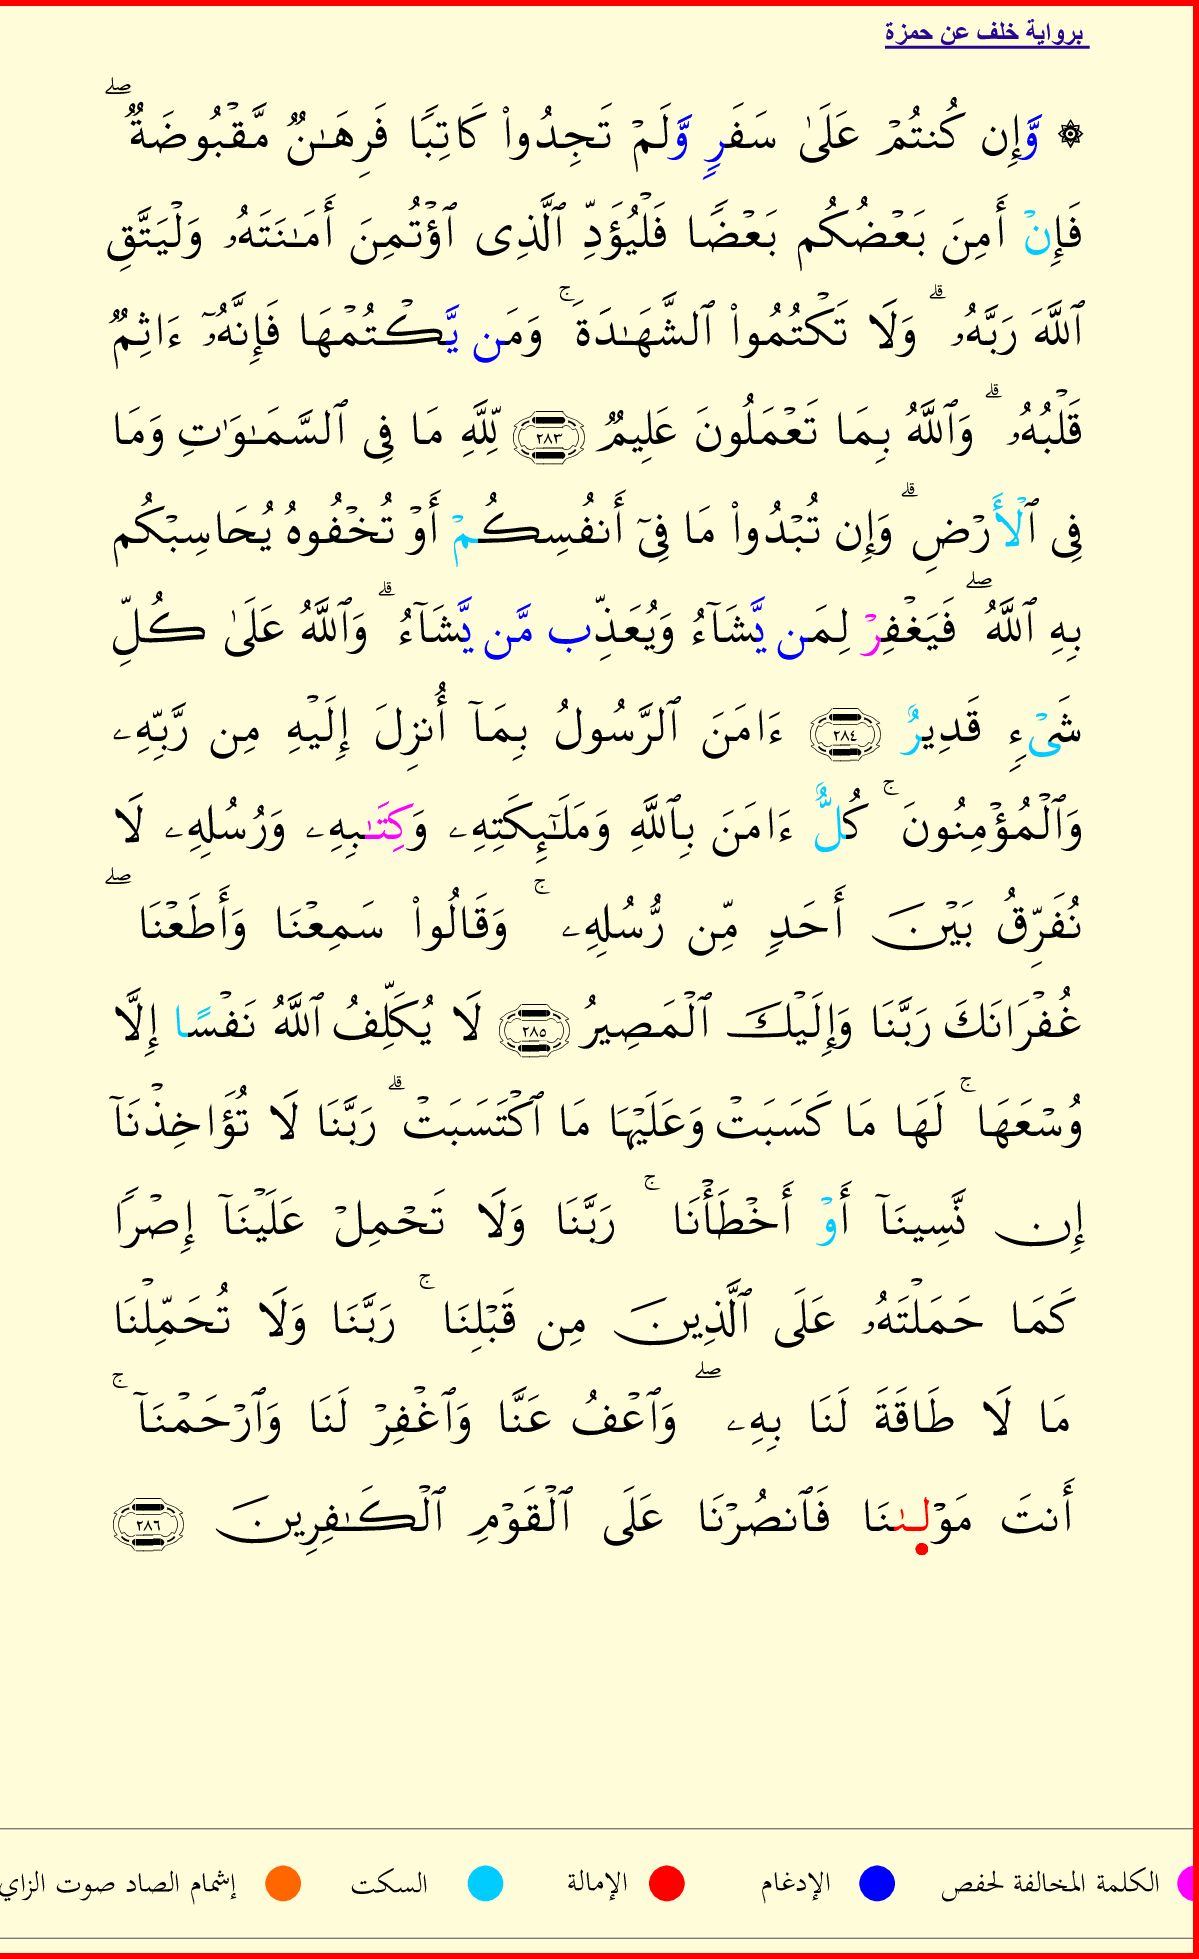 برواية خلف عن حمزة
۞ وَّإِن كُنتُمۡ عَلَىٰ سَفَرٖ وَّلَمۡ تَجِدُواْ كَاتِبٗا فَرِهَٰنٞ مَّقۡبُوضَةٞۖ
فَإِنۡ أَمِنَ بَعۡضُكُم بَعۡضٗا فَلۡيُؤَدِّ ٱلَّذِى ٱؤۡتُمِنَ أَمَٰنَتَهُۥ وَلۡيَتَّقِ
ٱللَّهَ رَبَّهُۥۗ وَلَا تَكۡتُمُواْ ٱلشَّهَٰدَةَۚ وَمَن يَّكۡتُمۡهَا فَإِنَّهُۥٓ ءَاثِمٞ
قَلۡبُهُۥۗ وَٱللَّهُ بِمَا تَعۡمَلُونَ عَلِيمٞ ٢٨٣ لِّلَّهِ مَا فِى ٱلسَّمَٰوَٰتِ وَمَا
فِى ٱلۡأَرۡضِۗ وَإِن تُبۡدُواْ مَا فِىٓ أَنفُسِكُمۡ أَوۡ تُخۡفُوهُ يُحَاسِبۡكُم
بِهِ ٱللَّهُۖ فَيَغۡفِرۡ لِمَن يَّشَآءُ وَيُعَذِّب مَّن يَّشَآءُۗ وَٱللَّهُ عَلَىٰ كُلِّ
شَىۡءٖ قَدِيرٌ ٢٨٤ ءَامَنَ ٱلرَّسُولُ بِمَآ أُنزِلَ إِلَيۡهِ مِن رَّبِّهِۦ
وَٱلۡمُؤۡمِنُونَۚ كُلٌّ ءَامَنَ بِٱللَّهِ وَمَلَٰٓئِكَتِهِۦ وَكِتَٰبِهِۦ وَرُسُلِهِۦ لَا
نُفَرِّقُ بَيۡنَ أَحَدٖ مِّن رُّسُلِهِۦۚ وَقَالُواْ سَمِعۡنَا وَأَطَعۡنَاۖ
غُفۡرَانَكَ رَبَّنَا وَإِلَيۡكَ ٱلۡمَصِيرُ ٢٨٥ لَا يُكَلِّفُ ٱللَّهُ نَفۡسًا إِلَّا
وُسۡعَهَاۚ لَهَا مَا كَسَبَتۡ وَعَلَيۡهَا مَا ٱكۡتَسَبَتۡۗ رَبَّنَا لَا تُؤَاخِذۡنَآ
إِن نَّسِينَآ أَوۡ أَخۡطَأۡنَاۚ رَبَّنَا وَلَا تَحۡمِلۡ عَلَيۡنَآ إِصۡرٗا
كَمَا حَمَلۡتَهُۥ عَلَى ٱلَّذِينَ مِن قَبۡلِنَاۚ رَبَّنَا وَلَا تُحَمِّلۡنَا
مَا لَا طَاقَةَ لَنَا بِهِۦۖ وَٱعۡفُ عَنَّا وَٱغۡفِرۡ لَنَا وَٱرۡحَمۡنَآۚ
أَنتَ مَوۡلَىٰنَا فَٱنصُرۡنَا عَلَى ٱلۡقَوۡمِ ٱلۡكَٰفِرِينَ ٢٨٦
الكلمة المخالفة لحفص الإدغام الإمالة السكت إشمام الصاد صوت الزاي